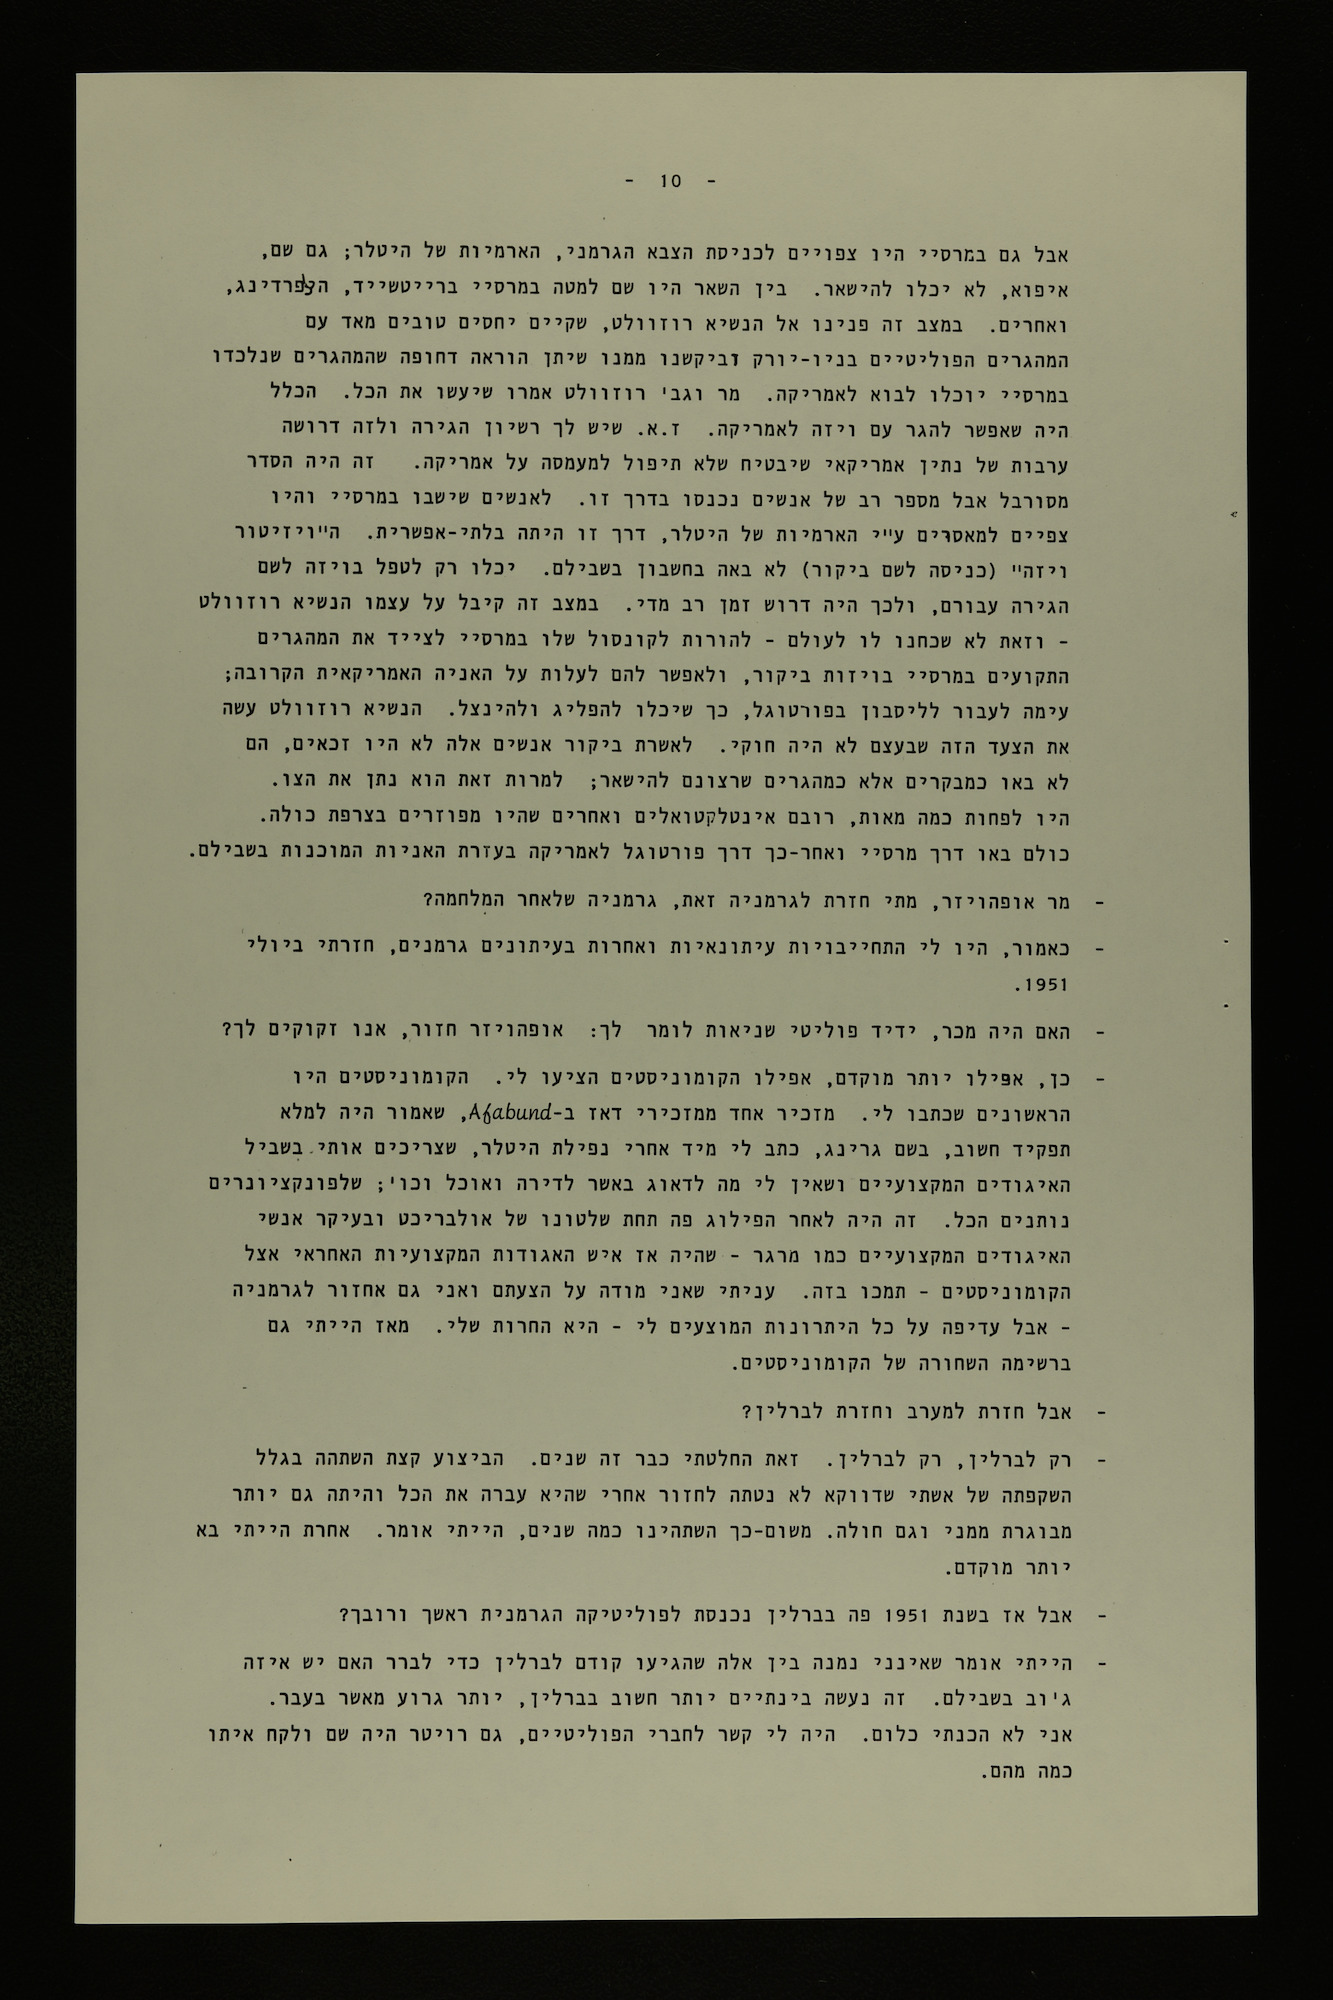 - 10 -
אבל גם במרסיי היו צפויים לכניסת הצבא הגרמני, הארמיות של היטלר; גם שם,
איפוא, לא יכלו להישאר. בין השאר היו שם למטה במרסיי ברייטשייד, הילפרדינג,
ואחרים. במצב זה פנינו אל הנשיא רוזוולט, שקיים יחסים טובים מאד עם
המהגרים הפוליטיים בניו-יורק וביקשנו ממנו שיתן הוראה דחופה שהמהגרים שנלכדו
במרסיי יוכלו לבוא לאמריקה. מר וגב' רוזוולט אמרו שיעשו את הכל. הכלל
היה שאפשר להגר עם ויזה לאמריקה. ז.א. שיש לך רשיון הגירה ולזה דרושה
ערבות של נתין אמריקאי שיבטיח שלא תיפול למעמסה על אמריקה. זה היה הסדר
מסורבל אבל מספר רב של אנשים נכנסו בדרך זו. לאנשים שישבו במרסיי והיו
צפויים למאסרים ע"י הארמיות של היטלר, דרך זו היתה בלתי-אפשרית. ה"ויזיטור
ויזה" (כניסה לשם ביקור) לא באה בחשבון בשבילם. יכלו רק לטפל בויזה לשם
הגירה עבורם, ולכך היה דרוש זמן רב מדי. במצב זה קיבל על עצמו הנשיא רוזוולט
- וזאת לא שכחנו לו לעולם - להורות לקונסול שלו במרסיי לצייד את המהגרים
התקועים במרסיי בויזות ביקור, ולאפשר להם לעלות על האניה האמריקאית הקרובה;
עימה לעבור לליסבון בפורטוגל, כך שיכלו להפליג ולהינצל. הנשיא רוזוולט עשה
את הצעד הזה שבעצם לא היה חוקי. לאשרת ביקור אנשים אלה לא היו זכאים, הם
לא באו כמבקרים אלא כמהגרים שרצונם להישאר; למרות זאת הוא נתן את הצו.
היו לפחות כמה מאות, רובם אינטלקטואלים ואחרים שהיו מפוזרים בצרפת כולה.
כולם באו דרך מרסיי ואחר-כך דרך פורטוגל לאמריקה בעזרת האניות המוכנות בשבילם.
- מר אופהויזר, מתי חזרת לגרמניה זאת, גרמניה שלאחר המלחמה?
- כאמור, היו לי התחייבויות עיתונאיות ואחרות בעיתונים גרמנים, חזרתי ביולי
1951.
- האם היה מכר, ידיד פוליטי שניאות לומר לך: אופהויזר חזור, אנו זקוקים לך?
- כן, אפילו יותר מוקדם, אפילו הקומוניסטים הציעו לי. הקומוניסטים היו
הראשונים שכתבו לי. מזכיר אחד ממזכירי דאז ב-Afabund, שאמור היה למלא
תפקיד חשוב, בשם גרינג, כתב לי מיד אחרי נפילת היטלר, שצריכים אותי בשביל
האיגודים המקצועיים ושאין לי מה לדאוג באשר לדירה ואוכל וכו'; שלפונקציונרים
נותנים הכל. זה היה לאחר הפילוג פה תחת שלטונו של אולבריכט ובעיקר אנשי
האיגודים המקצועיים כמו מרגר - שהיה אז איש האגודות המקצועיות האחראי אצל
הקומוניסטים - תמכו בזה. עניתי שאני מודה על הצעתם ואני גם אחזור לגרמניה
- אבל עדיפה על כל היתרונות המוצעים לי - היא החרות שלי. מאז הייתי גם
ברשימה השחורה של הקומוניסטים.
- אבל חזרת למערב וחזרת לברלין?
- רק לברלין, רק לברלין. זאת החלטתי כבר זה שנים. הביצוע קצת השתהה בגלל
השקפתה של אשתי שדווקא לא נטתה לחזור אחרי שהיא עברה את הכל והיתה גם יותר
מבוגרת ממני וגם חולה. משום-כך השתהינו כמה שנים, הייתי אומר. אחרת הייתי בא
יותר מוקדם.
- אבל אז בשנת 1951 פה בברלין נכנסת לפוליטיקה הגרמנית ראשך ורובך?
- הייתי אומר שאינני נמנה בין אלה שהגיעו קודם לברלין כדי לברר האם יש איזה
ג'וב בשבילם. זה נעשה בינתיים יותר חשוב בברלין, יותר גרוע מאשר בעבר.
אני לא הכנתי כלום. היה לי קשר לחברי הפוליטיים, גם רויטר היה שם ולקח איתו
כמה מהם.